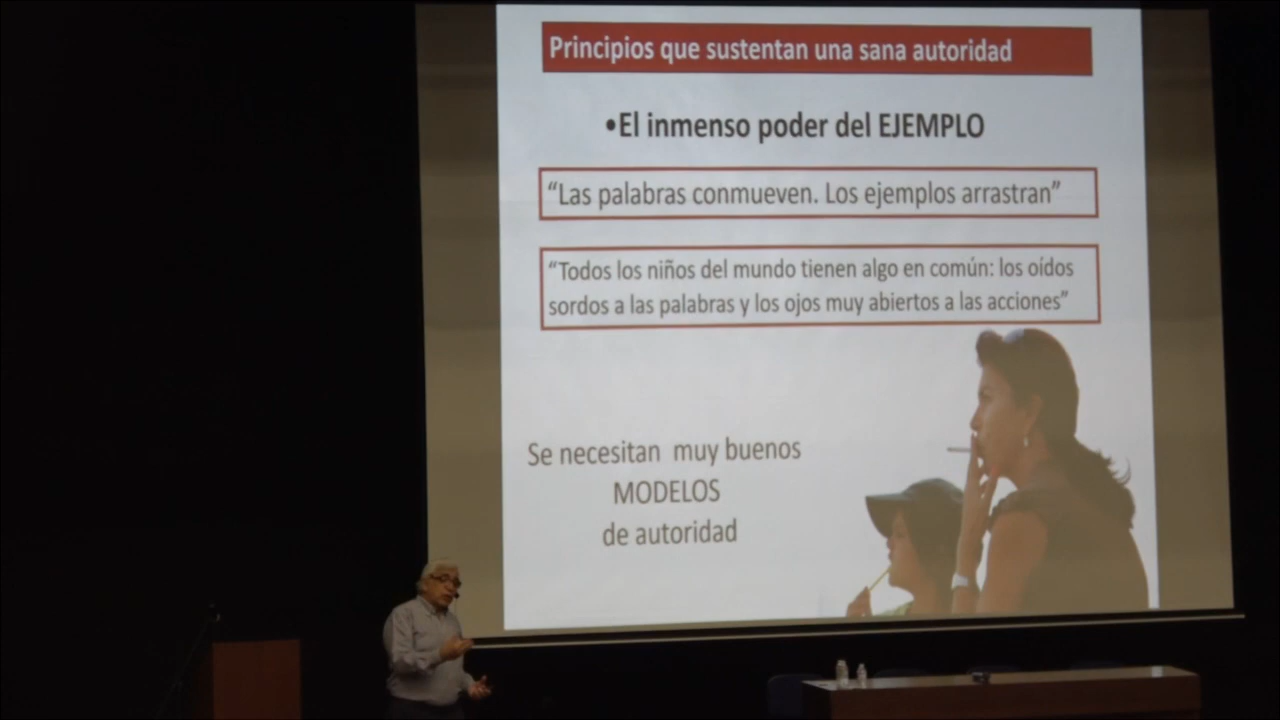 Principios que sustentan una sana autoridad
•El inmenso poder del EJEMPLO
“Las palabras conmueven. Los ejemplos arrastran”
“Todos los niños del mundo tienen algo en común: los oídos
sordos a las palabras y los ojos muy abiertos a las acciones”
Se necesitan muy buenos
MODELOS
de autoridad